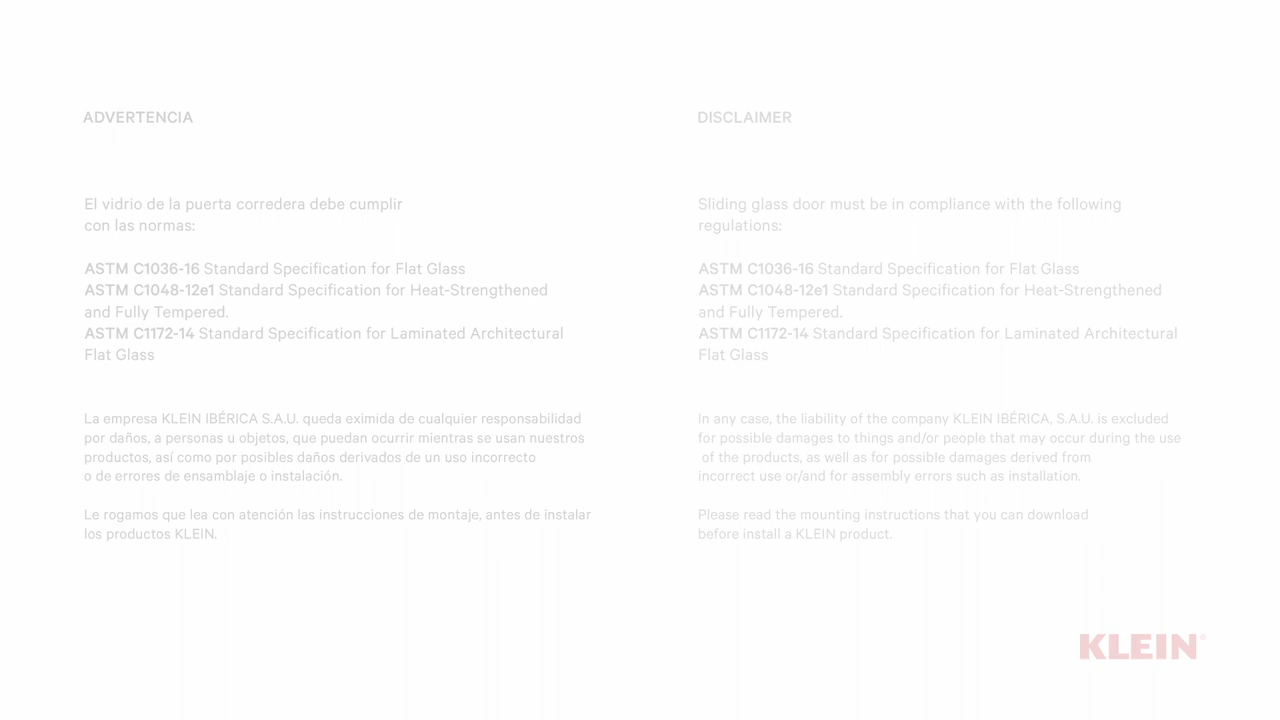 ADVERTENCIA
El vidrio de la puerta corredera debe cumplir
con las normas:
ASTM C1036-16 Standard Specification for Flat Glass
ASTM C1048-12e1 Standard Specification for Heat-Strengthened
and Fully Tempered.
ASTM C1172-14 Standard Specification for Laminated Architectural
Flat Glass
La empresa KLEIN IBÉRICA S.A.U. queda eximida de cualquier responsabilidad
por daños, a personas u objetos, que puedan ocurrir mientras se usan nuestros
productos, así como por posibles daños derivados de un uso incorrecto
o de errores de ensamblaje o instalación.
Le rogamos que lea con atención las instrucciones de montaje, antes de instalar
los productos KLEIN.
DISCLAIMER
Sliding glass door must be in compliance with the following
regulations:
ASTM C1036-16 Standard Specification for Flat Glass
ASTM C1048-12e1 Standard Specification for Heat-Strengthened
and Fully Tempered.
ASTM C1172-14 Standard Specification for Laminated Architectural
Flat Glass
In any case, the liability of the company KLEIN IBÉRICA, S.A.U. is excluded
for possible damages to things and/or people that may occur during the use
of the products, as well as for possible damages derived from
incorrect use or/and for assembly errors such as installation.
Please read the mounting instructions that you can download
before install a KLEIN product.
KLEIN®